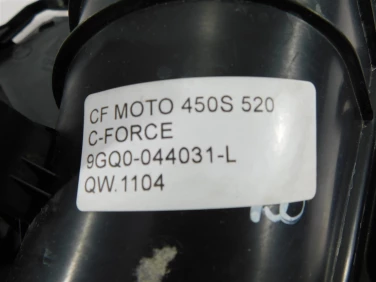 CF MOTO 450S 520
C-FORCE
9GQ0-044031-L
QW.1104